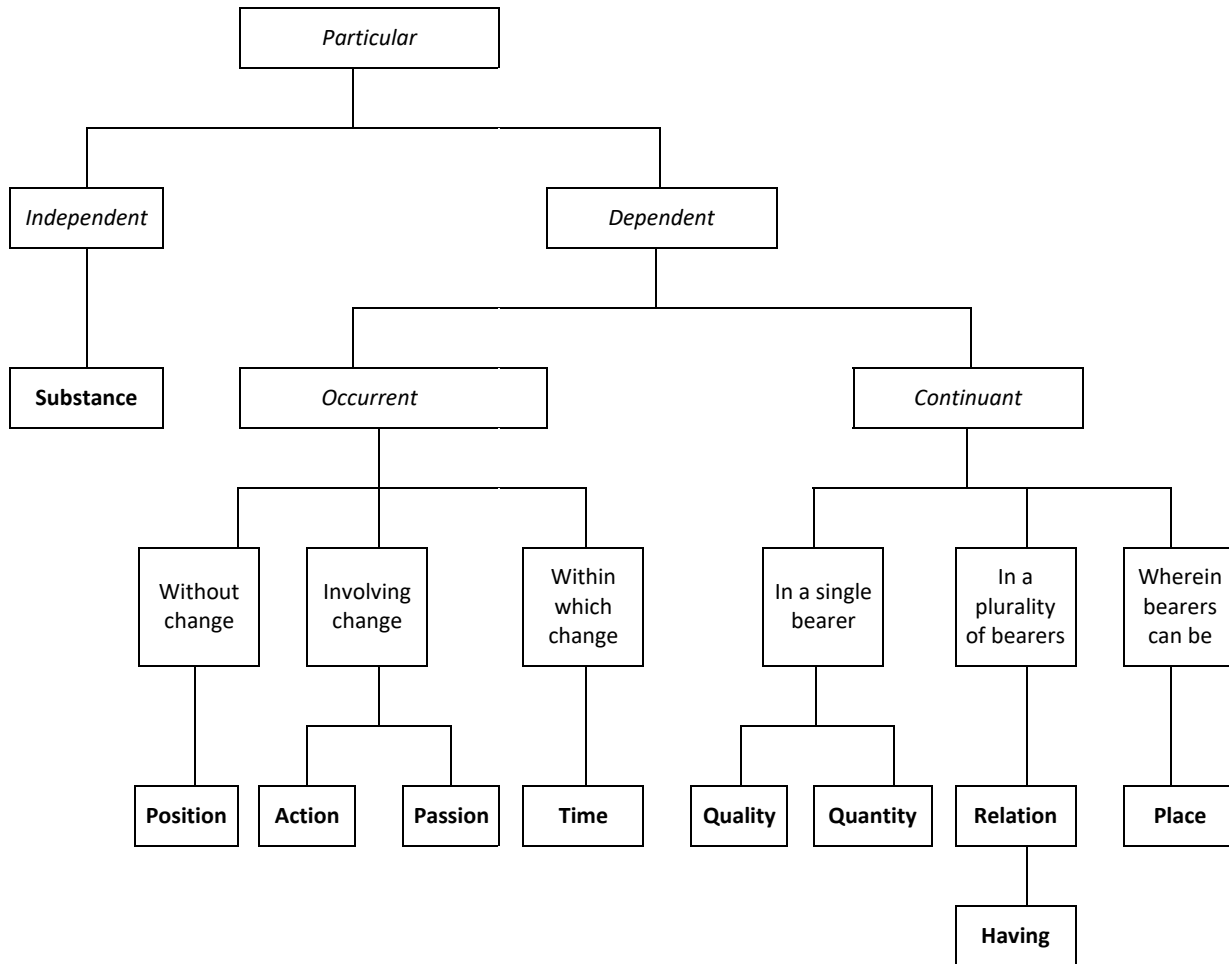 Particular
Independent
Dependent
Substance
Occurrent
Continuant
Without
change
Involving
change
Within
which
change
In a single
bearer
In a
plurality
of bearers
Wherein
bearers
can be
Position
Action
Passion
Time
Quality
Quantity
Relation
Place
Having